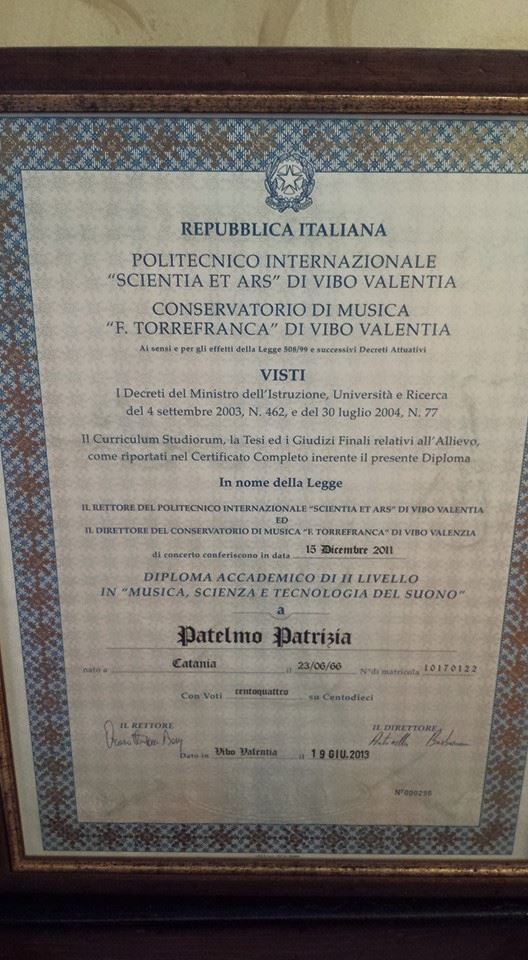 REPUBBLICA ITALIANA
POLITECNICO INTERNAZIONALE
"SCIENTIA ET ARS" DI VIBO VALENTIA
CONSERVATORIO DI MUSICA
"F. TORREFRANCA" DI VIBO VALENTIA
Ai sensi e per gli effetti della Legge 508/99 e successivi Decreti Attuativi
VISTI
I Decreti del Ministro dell'Istruzione, Università e Ricerca
del 4 settembre 2003, N. 462, e del 30 luglio 2004, N. 77
Il Curriculum Studiorum, la Tesi ed i Giudizi Finali relativi all'Allievo,
come riportati nel Certificato Completo inerente il presente Diploma
In nome della Legge
IL RETTORE DEL POLITECNICO INTERNAZIONALE "SCIENTIA ET ARS" DI VIBO VALENTIA
ED
IL DIRETTORE DEL CONSERVATORIO DI MUSICA "F. TORREFRANCA" DI VIBO VALENZIA
di concerto conferiscono in data 15 Dicembre 2011
DIPLOMA ACCADEMICO DI II LIVELLO
IN "MUSICA, SCIENZA E TECNOLOGIA DEL SUONO"
a
Patelmo Patrizia
nato a Catania il 23/06/66 N°di matricola 10170122
Con Voti centoquattro su Centodieci
IL RETTORE IL DIRETTORE
Dato in Vibo Valentia il 19 GIU. 2013
N°000256